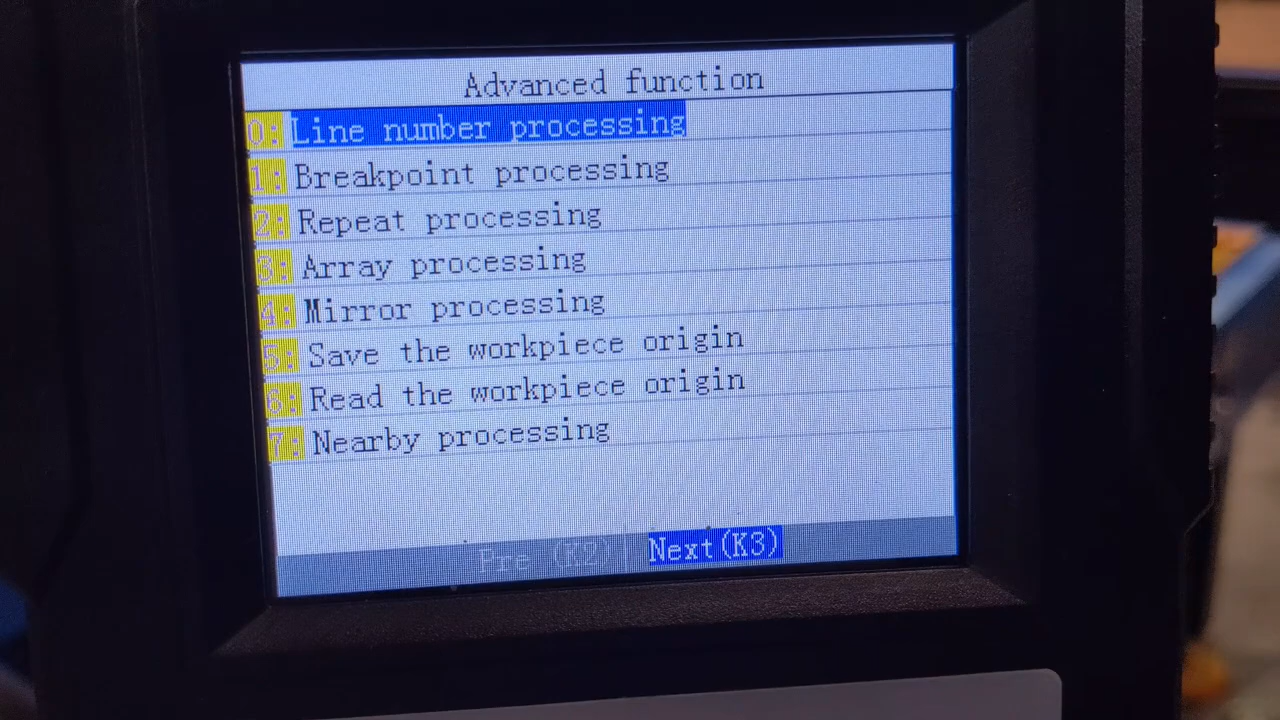 Advanced function
0:Line number processing
1:Breakpoint processing
2:Repeat processing
3:Array processing
4:Mirror processing
5:Save the workpiece origin
6:Read the workpiece origin
7:Nearby processing
Pre (K2) Next(K3)